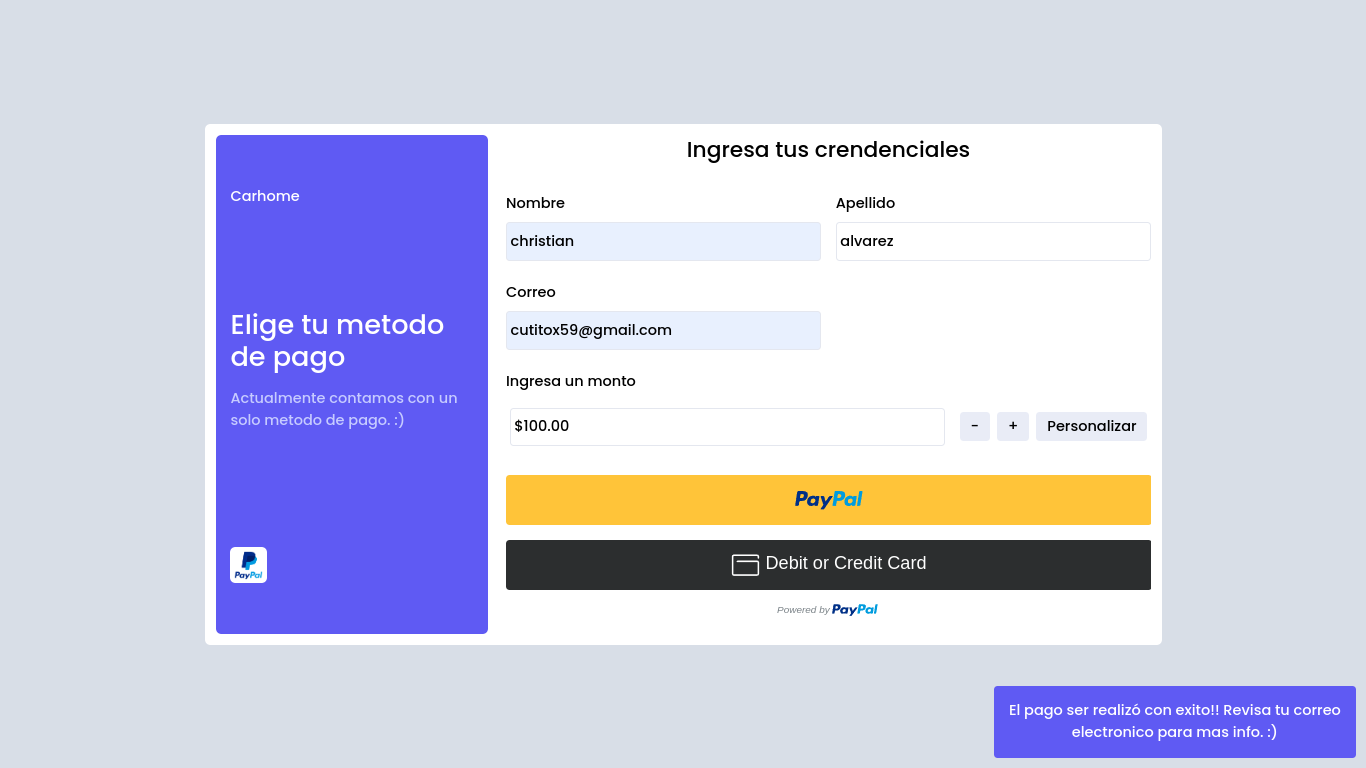 Carhome
Elige tu metodo
de pago
Actualmente contamos con un
solo metodo de pago. :)
PayPal
Ingresa tus crendenciales
Nombre
Apellido
christian
alvarez
Correo
cutitox59@gmail.com
Ingresa un monto
$100.00
-
+
Personalizar
PayPal
Debit or Credit Card
Powered by PayPal
El pago ser realizó con exito!! Revisa tu correo
electronico para mas info. :)